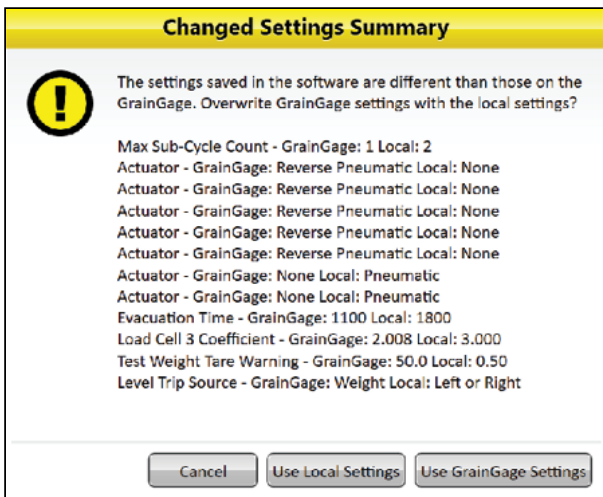 Changed Settings Summary
!
The settings saved in the software are different than those on the
GrainGage. Overwrite GrainGage settings with the local settings?
Max Sub-Cycle Count - GrainGage: 1 Local: 2
Actuator - GrainGage: Reverse Pneumatic Local: None
Actuator - GrainGage: Reverse Pneumatic Local: None
Actuator - GrainGage: Reverse Pneumatic Local: None
Actuator - GrainGage: Reverse Pneumatic Local: None
Actuator - GrainGage: Reverse Pneumatic Local: None
Actuator - GrainGage: None Local: Pneumatic
Actuator - GrainGage: None Local: Pneumatic
Evacuation Time - GrainGage: 1100 Local: 1800
Load Cell 3 Coefficient - GrainGage: 2.008 Local: 3.000
Test Weight Tare Warning - GrainGage: 50.0 Local: 0.50
Level Trip Source - GrainGage: Weight Local: Left or Right
Cancel Use Local Settings Use GrainGage Settings